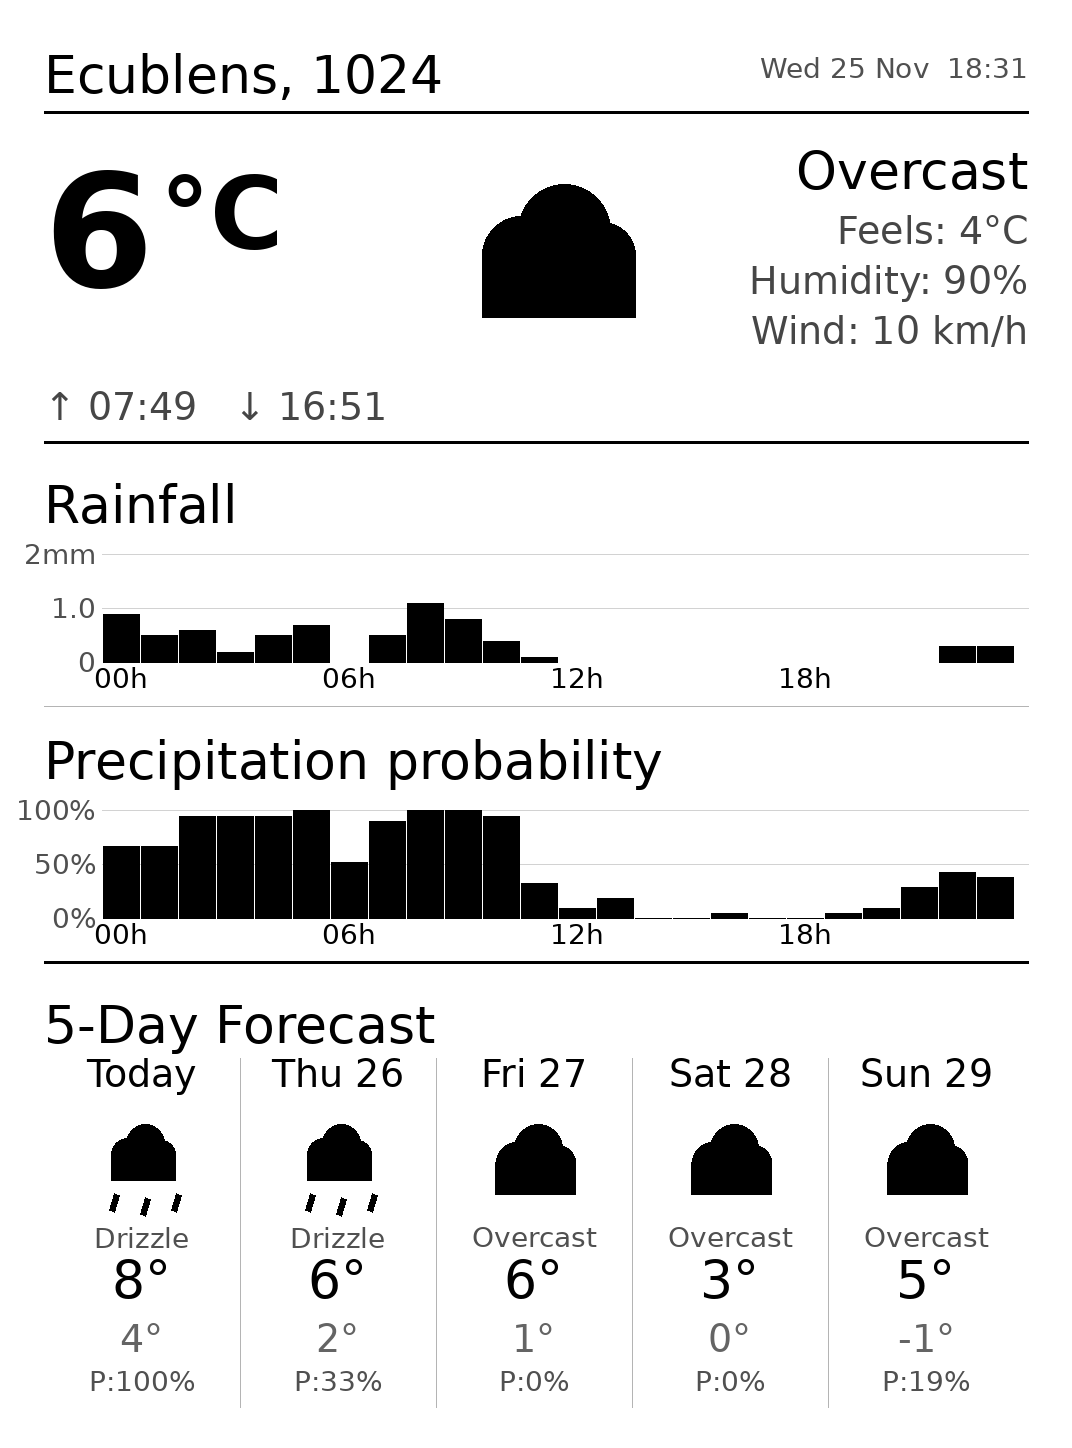 Ecublens, 1024
Wed 25 Nov  18:31
6°C
Overcast
Feels: 4°C
Humidity: 90%
Wind: 10 km/h
↑ 07:49   ↓ 16:51
Rainfall
2mm
1.0
0
00h 06h 12h 18h
Precipitation probability
100%
50%
0%
00h 06h 12h 18h
5-Day Forecast
Today Thu 26 Fri 27 Sat 28 Sun 29
Drizzle Drizzle Overcast Overcast Overcast
8° 6° 6° 3° 5°
4° 2° 1° 0° -1°
P:100% P:33% P:0% P:0% P:19%